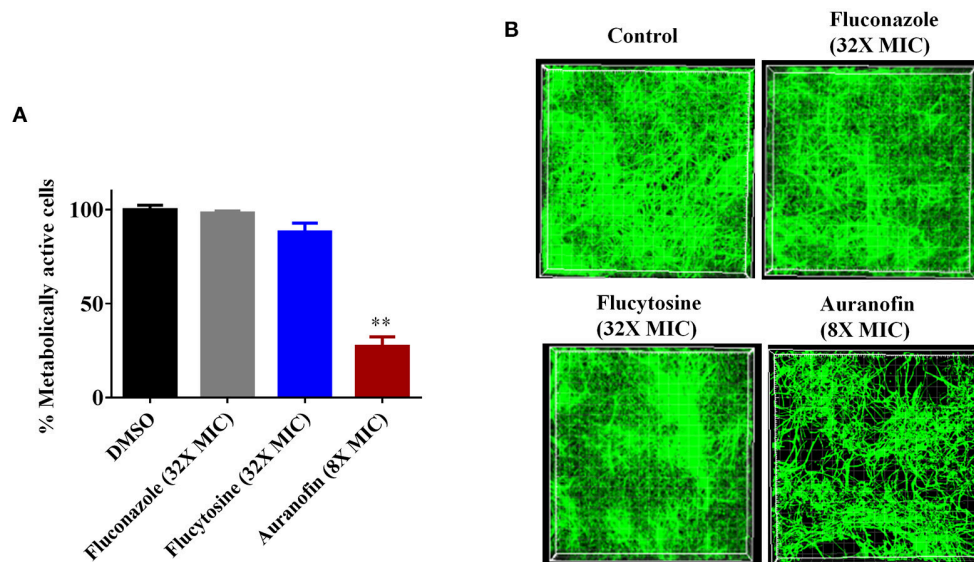 A
% Metabolically active cells
100
50
0
**
DMSO
Fluconazole (32X MIC)
Flucytosine (32X MIC)
Auranofin (8X MIC)
B
Control
Fluconazole
(32X MIC)
Flucytosine
(32X MIC)
Auranofin
(8X MIC)